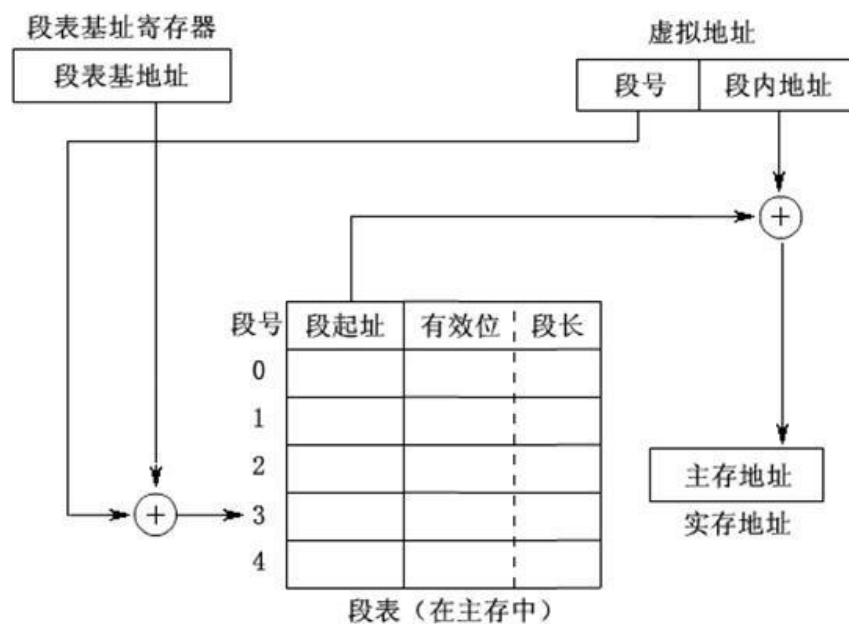 段表基址寄存器
段表基地址
虚拟地址
段号 段内地址
+
段号 段起址 有效位 段长
0
1
2
3
4
+
主存地址
实存地址
段表（在主存中）